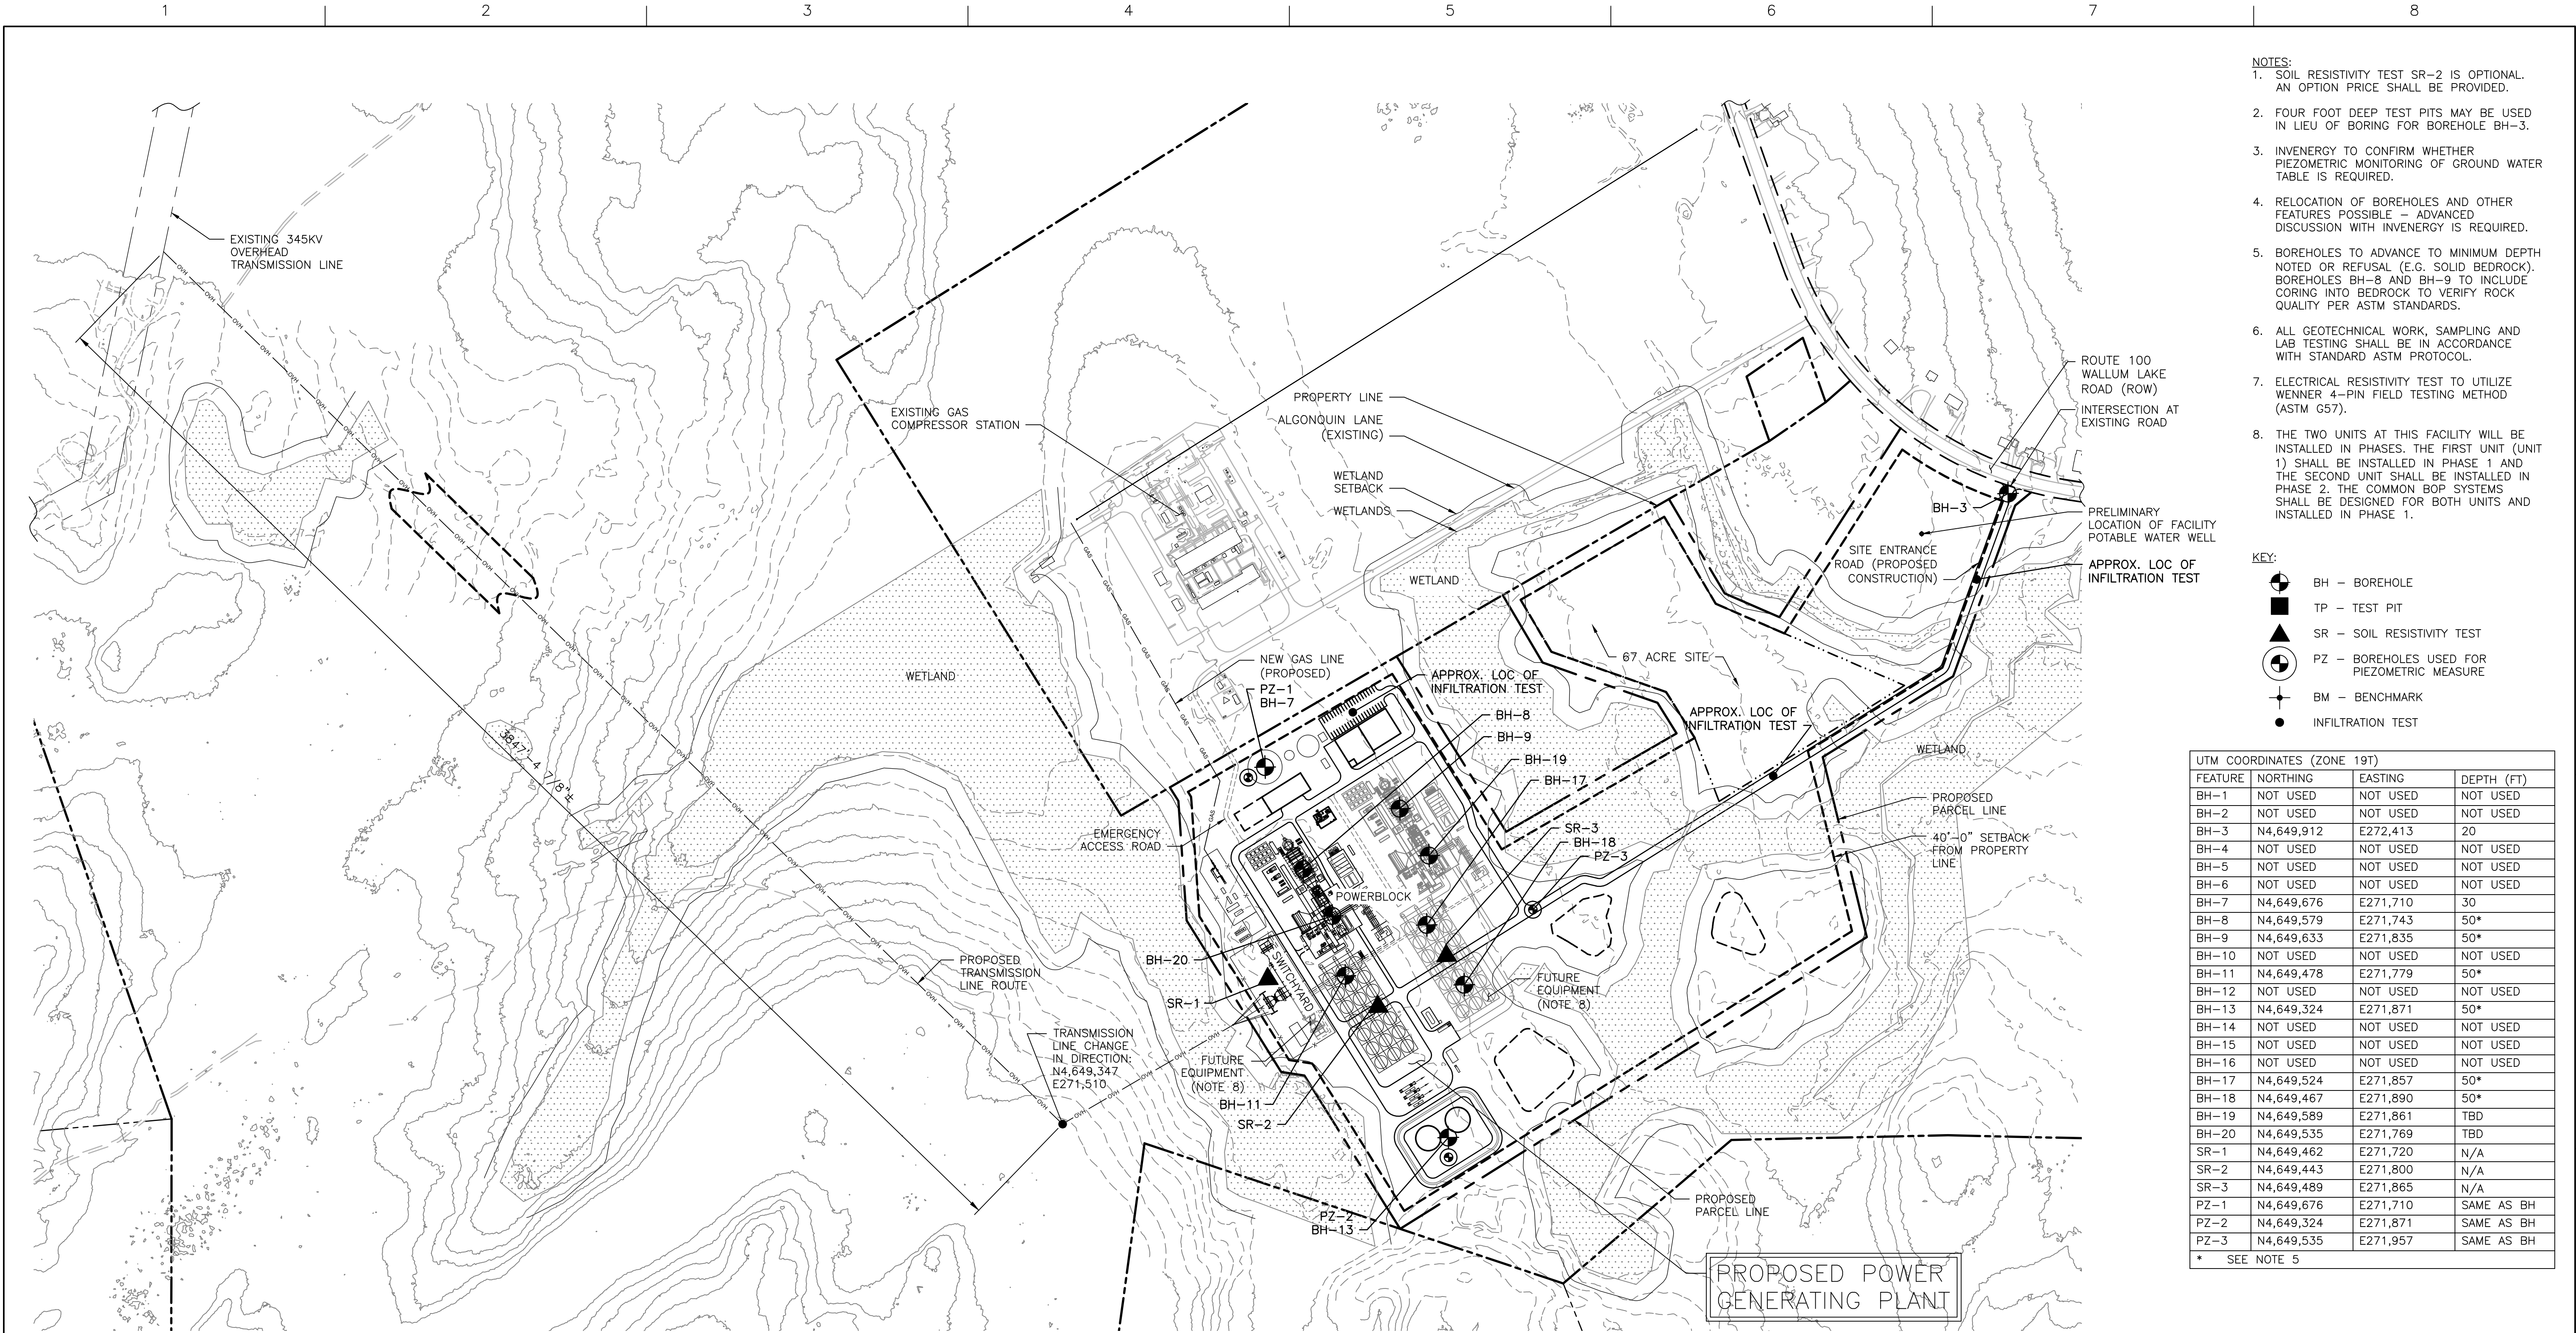 1 2 3 4 5 6 7 8
NOTES:
1. SOIL RESISTIVITY TEST SR-2 IS OPTIONAL.
AN OPTION PRICE SHALL BE PROVIDED.
2. FOUR FOOT DEEP TEST PITS MAY BE USED
IN LIEU OF BORING FOR BOREHOLE BH-3.
3. INVENERGY TO CONFIRM WHETHER
PIEZOMETRIC MONITORING OF GROUND WATER
TABLE IS REQUIRED.
4. RELOCATION OF BOREHOLES AND OTHER
FEATURES POSSIBLE – ADVANCED
DISCUSSION WITH INVENERGY IS REQUIRED.
5. BOREHOLES TO ADVANCE TO MINIMUM DEPTH
NOTED OR REFUSAL (E.G. SOLID BEDROCK).
BOREHOLES BH-8 AND BH-9 TO INCLUDE
CORING INTO BEDROCK TO VERIFY ROCK
QUALITY PER ASTM STANDARDS.
6. ALL GEOTECHNICAL WORK, SAMPLING AND
LAB TESTING SHALL BE IN ACCORDANCE
WITH STANDARD ASTM PROTOCOL.
7. ELECTRICAL RESISTIVITY TEST TO UTILIZE
WENNER 4-PIN FIELD TESTING METHOD
(ASTM G57).
8. THE TWO UNITS AT THIS FACILITY WILL BE
INSTALLED IN PHASES. THE FIRST UNIT (UNIT
1) SHALL BE INSTALLED IN PHASE 1 AND
THE SECOND UNIT SHALL BE INSTALLED IN
PHASE 2. THE COMMON BOP SYSTEMS
SHALL BE DESIGNED FOR BOTH UNITS AND
INSTALLED IN PHASE 1.
KEY:
BH – BOREHOLE
TP – TEST PIT
SR – SOIL RESISTIVITY TEST
PZ – BOREHOLES USED FOR
PIEZOMETRIC MEASURE
BM – BENCHMARK
INFILTRATION TEST
UTM COORDINATES (ZONE 19T)
FEATURE NORTHING EASTING DEPTH (FT)
BH-1 NOT USED NOT USED NOT USED
BH-2 NOT USED NOT USED NOT USED
BH-3 N4,649,912 E272,413 20
BH-4 NOT USED NOT USED NOT USED
BH-5 NOT USED NOT USED NOT USED
BH-6 NOT USED NOT USED NOT USED
BH-7 N4,649,676 E271,710 30
BH-8 N4,649,579 E271,743 50*
BH-9 N4,649,633 E271,835 50*
BH-10 NOT USED NOT USED NOT USED
BH-11 N4,649,478 E271,779 50*
BH-12 NOT USED NOT USED NOT USED
BH-13 N4,649,324 E271,871 50*
BH-14 NOT USED NOT USED NOT USED
BH-15 NOT USED NOT USED NOT USED
BH-16 NOT USED NOT USED NOT USED
BH-17 N4,649,524 E271,857 50*
BH-18 N4,649,467 E271,890 50*
BH-19 N4,649,589 E271,861 TBD
BH-20 N4,649,535 E271,769 TBD
SR-1 N4,649,462 E271,720 N/A
SR-2 N4,649,443 E271,800 N/A
SR-3 N4,649,489 E271,865 N/A
PZ-1 N4,649,676 E271,710 SAME AS BH
PZ-2 N4,649,324 E271,871 SAME AS BH
PZ-3 N4,649,535 E271,957 SAME AS BH
* SEE NOTE 5
EXISTING 345KV
OVERHEAD
TRANSMISSION LINE
3847'-4 7/8"±
EXISTING GAS
COMPRESSOR STATION
PROPERTY LINE
ALGONQUIN LANE
(EXISTING)
WETLAND
SETBACK
WETLANDS
WETLAND
ROUTE 100
WALLUM LAKE
ROAD (ROW)
INTERSECTION AT
EXISTING ROAD
BH-3
PRELIMINARY
LOCATION OF FACILITY
POTABLE WATER WELL
SITE ENTRANCE
ROAD (PROPOSED
CONSTRUCTION)
APPROX. LOC OF
INFILTRATION TEST
WETLAND
NEW GAS LINE
(PROPOSED)
PZ-1
BH-7
APPROX. LOC OF
INFILTRATION TEST
67 ACRE SITE
APPROX. LOC OF
INFILTRATION TEST
WETLAND
BH-8
BH-9
BH-19
BH-17
SR-3
BH-18
PZ-3
PROPOSED
PARCEL LINE
40'-0" SETBACK
FROM PROPERTY
LINE
EMERGENCY
ACCESS ROAD
POWERBLOCK
BH-20
SWITCHYARD
SR-1
FUTURE
EQUIPMENT
(NOTE 8)
PROPOSED
TRANSMISSION
LINE ROUTE
TRANSMISSION
LINE CHANGE
IN DIRECTION:
N4,649,347
E271,510
FUTURE
EQUIPMENT
(NOTE 8)
BH-11
SR-2
PZ-2
BH-13
PROPOSED
PARCEL LINE
PROPOSED POWER
GENERATING PLANT